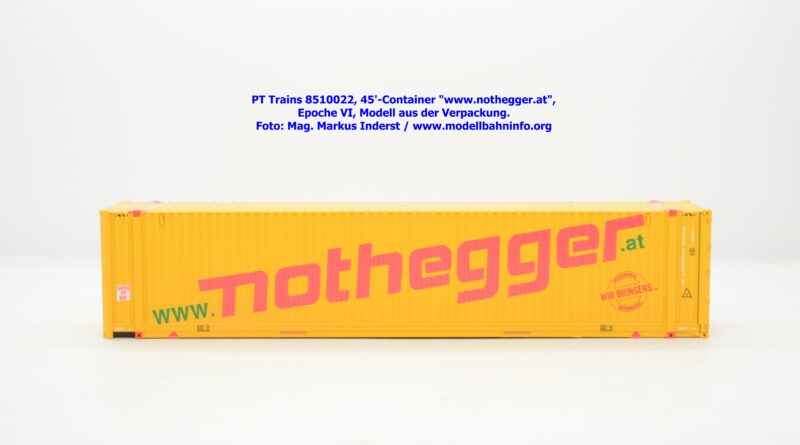 PT Trains 8510022, 45'-Container "www.nothegger.at",
Epoche VI, Modell aus der Verpackung.
Foto: Mag. Markus Inderst / www.modellbahninfo.org
www.nothegger.at
WIR BRINGENS...